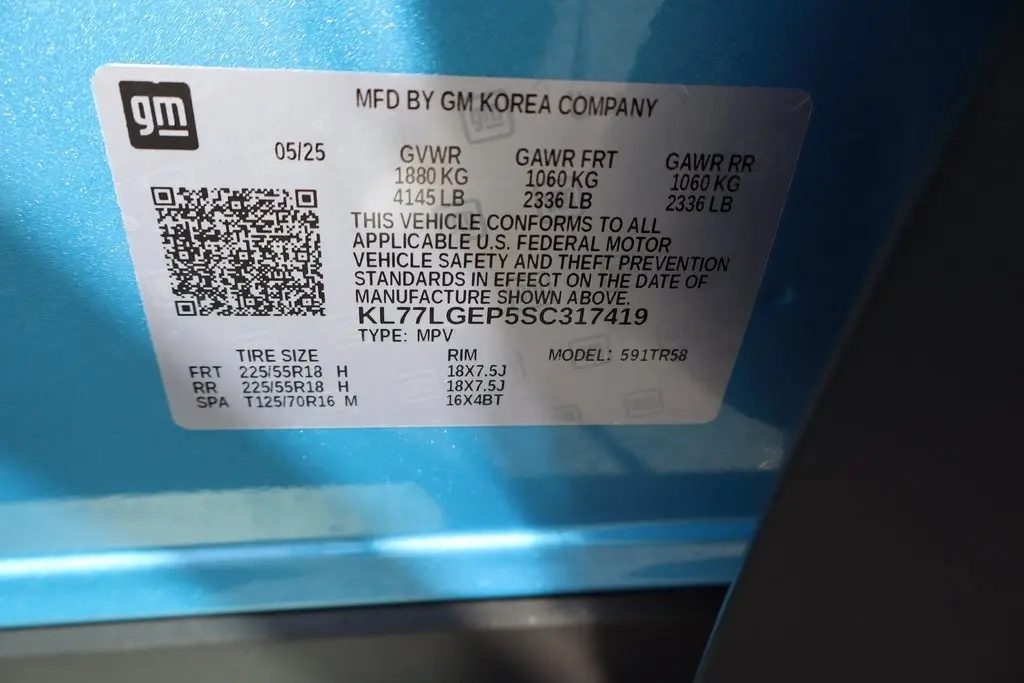 gm
MFD BY GM KOREA COMPANY
05/25
GVWR GAWR FRT GAWR RR
1880 KG 1060 KG 1060 KG
4145 LB 2336 LB 2336 LB
THIS VEHICLE CONFORMS TO ALL
APPLICABLE U.S. FEDERAL MOTOR
VEHICLE SAFETY AND THEFT PREVENTION
STANDARDS IN EFFECT ON THE DATE OF
MANUFACTURE SHOWN ABOVE.
KL77LGEP5SC317419
TYPE: MPV
TIRE SIZE RIM MODEL: 591TR58
FRT 225/55R18 H 18X7.5J
RR 225/55R18 H 18X7.5J
SPA T125/70R16 M 16X4BT